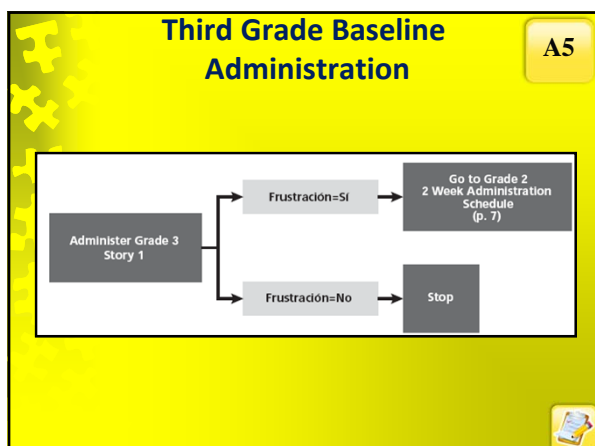 Third Grade Baseline
Administration
A5
Administer Grade 3
Story 1
Frustración=Sí
Go to Grade 2
2 Week Administration
Schedule
(p. 7)
Frustración=No
Stop